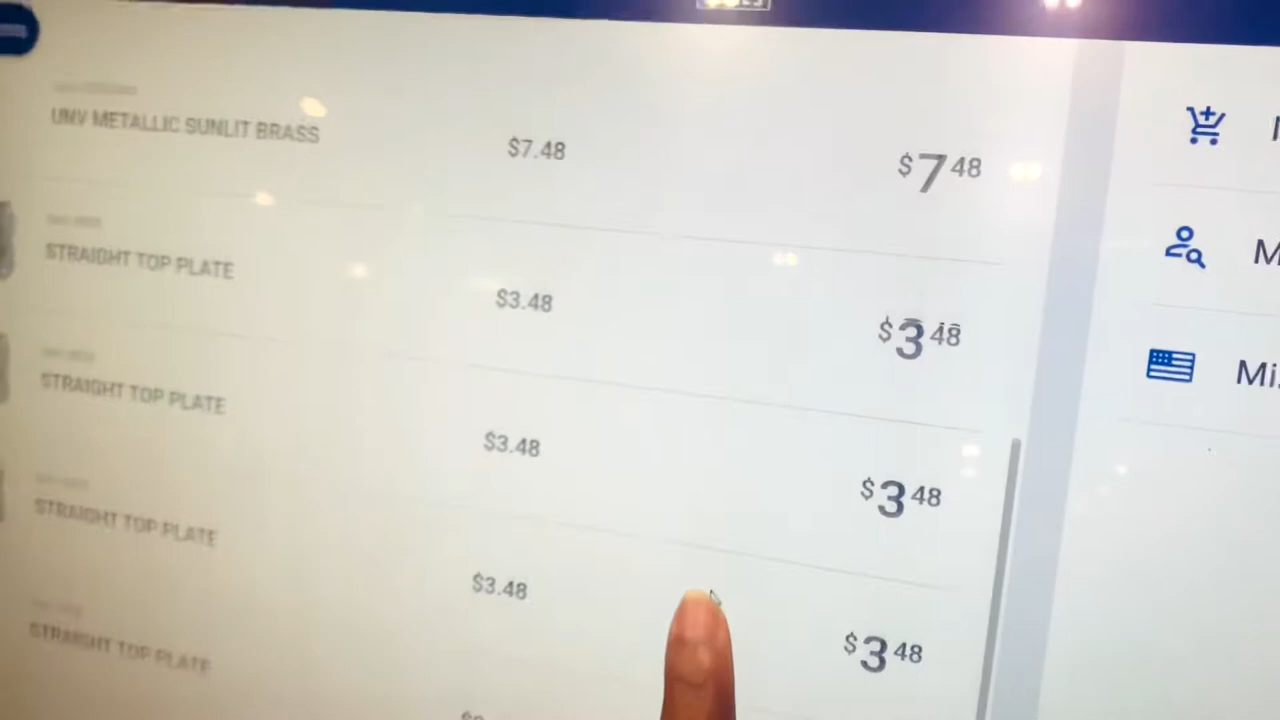 UNV METALLIC SUNLIT BRASS
$7.48
$7 48
STRAIGHT TOP PLATE
$3.48
$3 48
STRAIGHT TOP PLATE
$3.48
$3 48
STRAIGHT TOP PLATE
$3.48
$3 48
STRAIGHT TOP PLATE
M
Mi